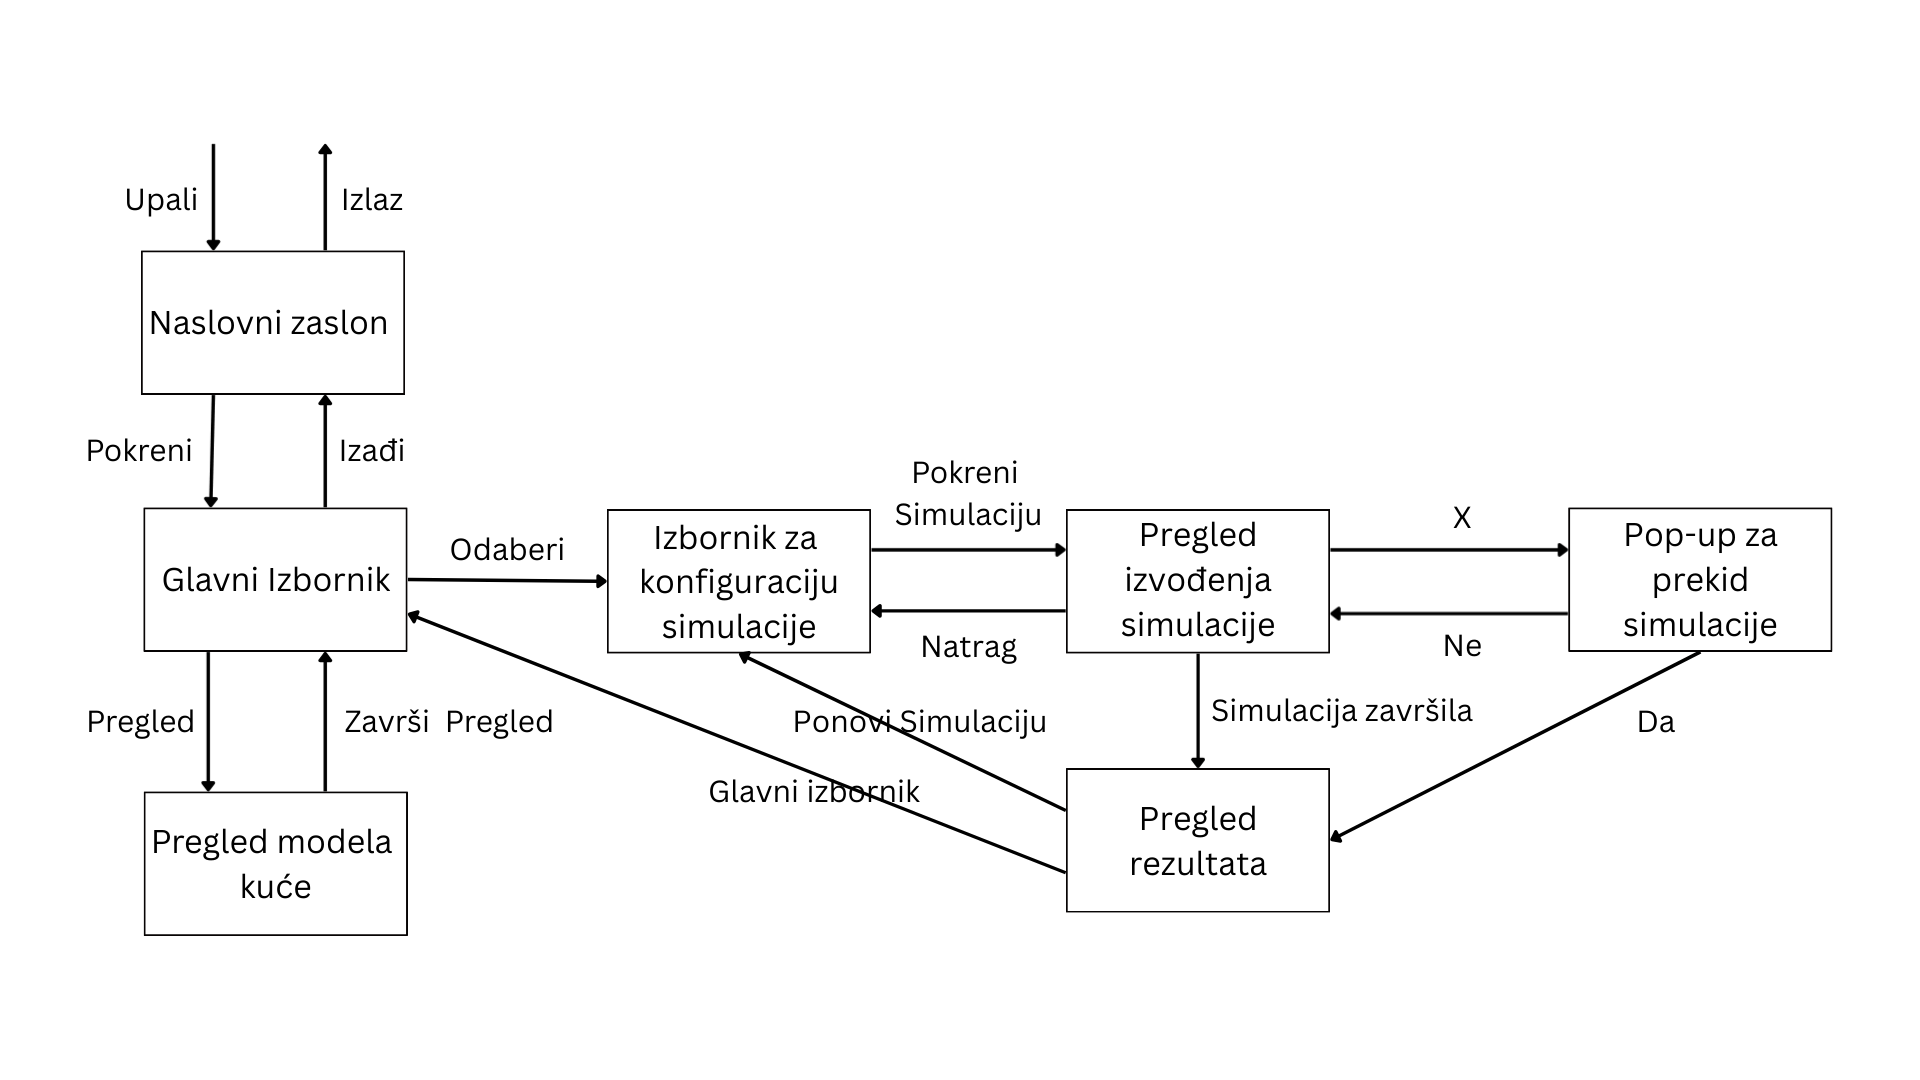 Upali
Izlaz
Naslovni zaslon
Pokreni
Izađi
Glavni Izbornik
Odaberi
Izbornik za
konfiguraciju
simulacije
Pokreni
Simulaciju
Natrag
Pregled
izvođenja
simulacije
X
Ne
Pop-up za
prekid
simulacije
Pregled
Završi  Pregled
Ponovi Simulaciju
Simulacija završila
Da
Glavni izbornik
Pregled modela
kuće
Pregled
rezultata